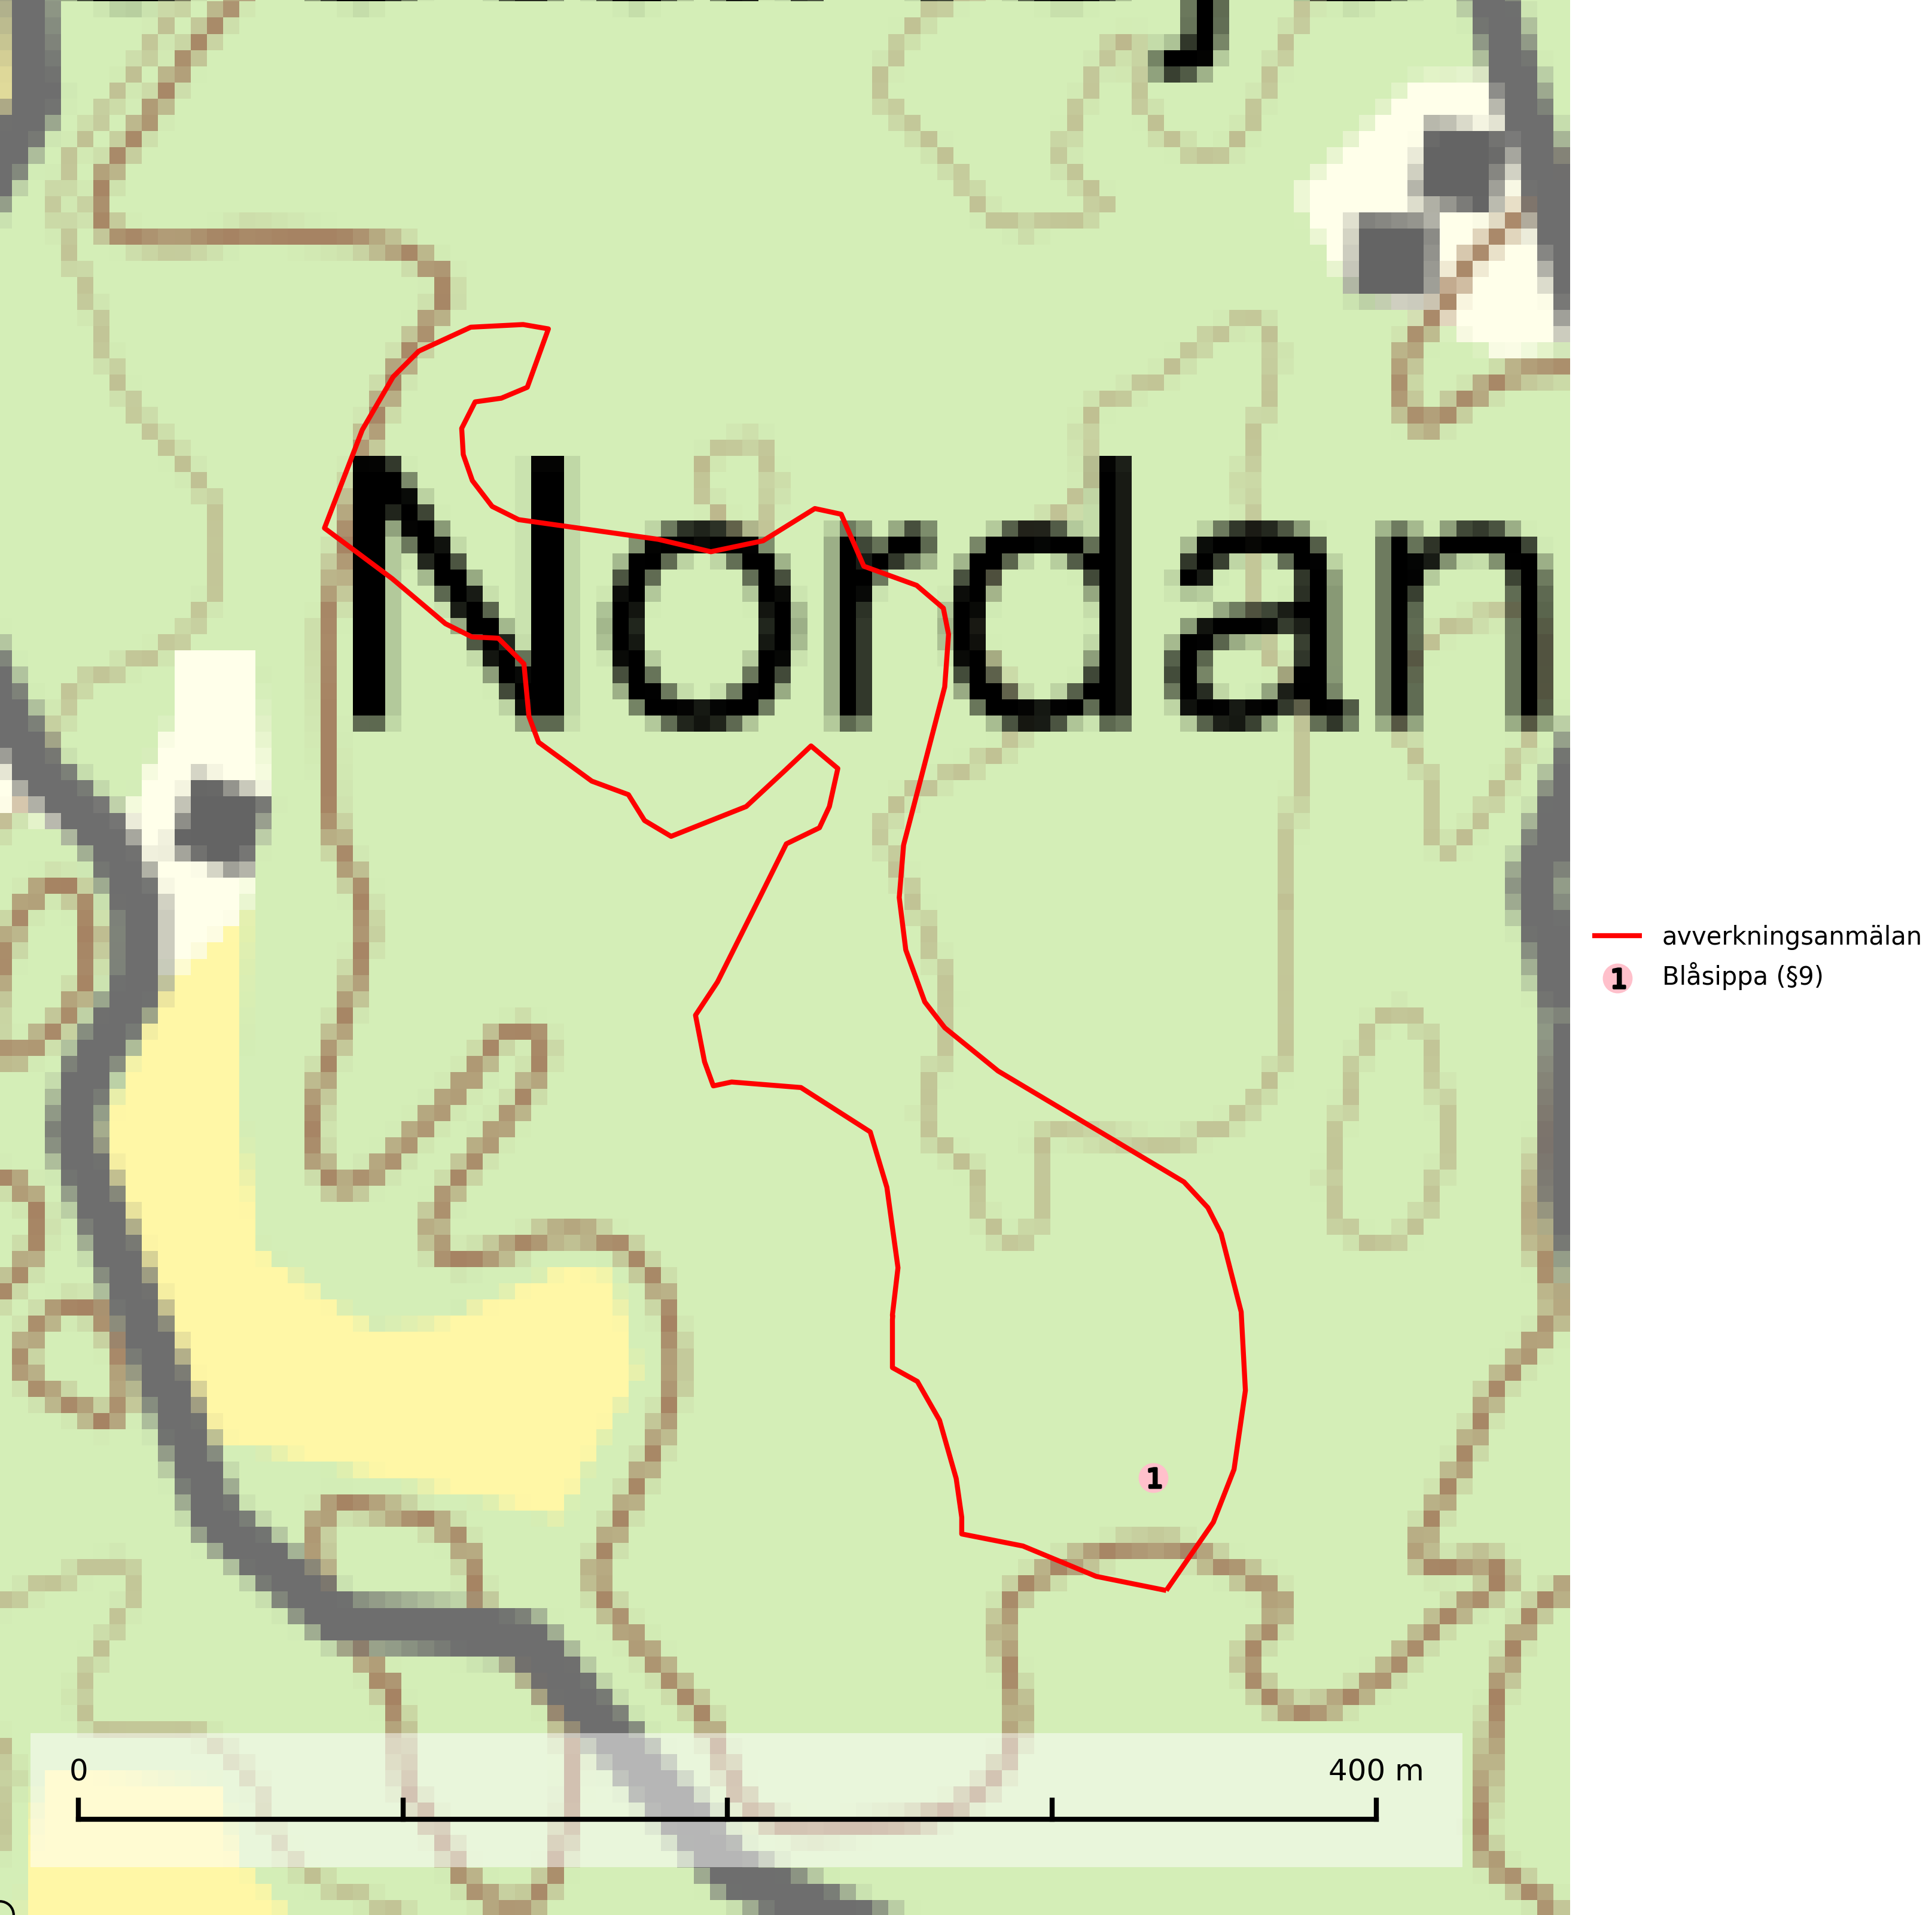 Nordan
avverkningsanmälan
1 Blåsippa (§9)
1
0 400 m